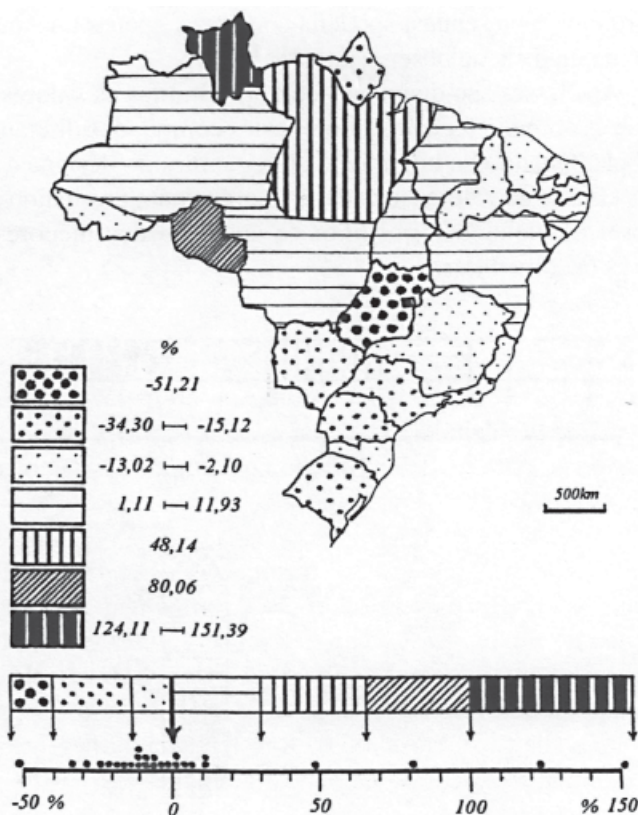 %
-51,21
-34,30 ⟼ -15,12
-13,02 ⟼ -2,10
1,11 ⟼ 11,93
48,14
80,06
124,11 ⟼ 151,39
500km
-50 % 0 50 100 % 150